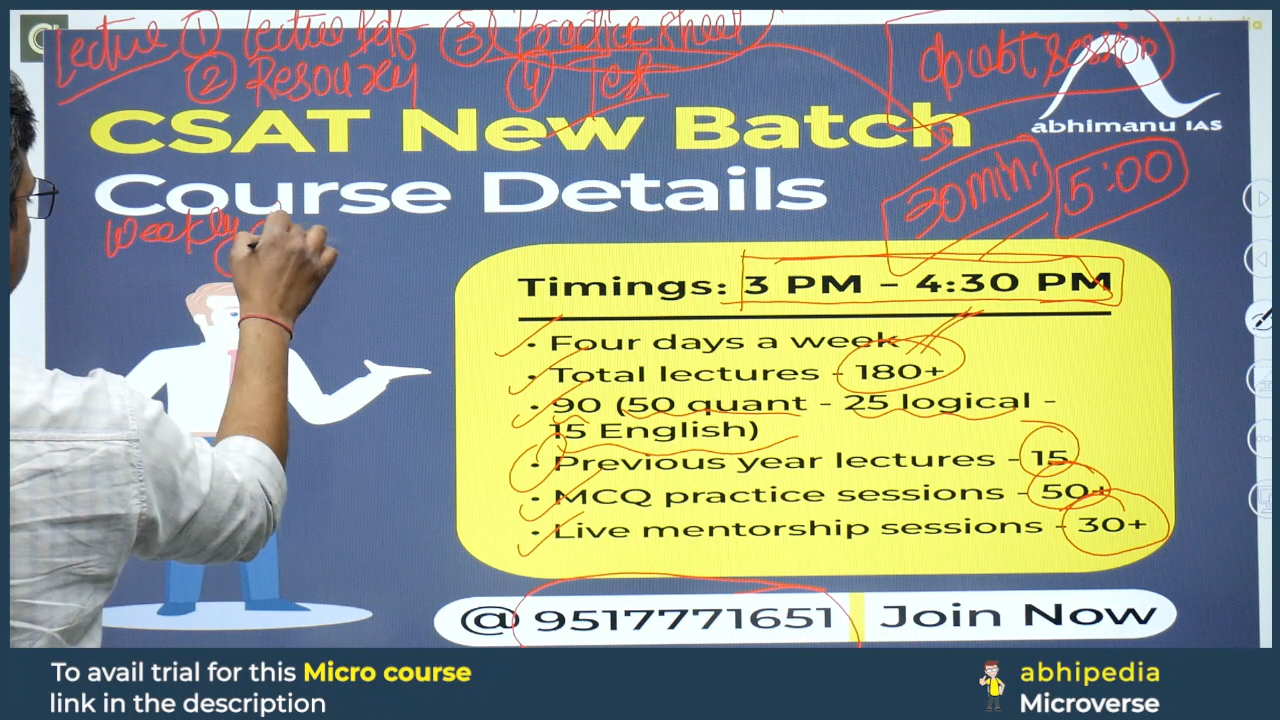 Lecture ① Lecture Pdf ③ Practice sheet
② Resource ④ Test
doubt session
abhimanu IAS
CSAT New Batch
Course Details
30 min. 5:00
Weekly
Timings: 3 PM - 4:30 PM
• Four days a week
• Total lectures - 180+
• 90 (50 quant - 25 logical -
15 English)
• Previous year lectures - 15
• MCQ practice sessions - 50+
• Live mentorship sessions - 30+
@ 9517771651 Join Now
To avail trial for this Micro course
link in the description
abhipedia
Microverse